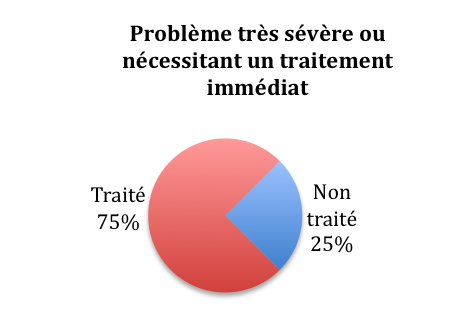 Problème très sévère ou
nécessitant un traitement
immédiat
Traité
75%
Non
traité
25%